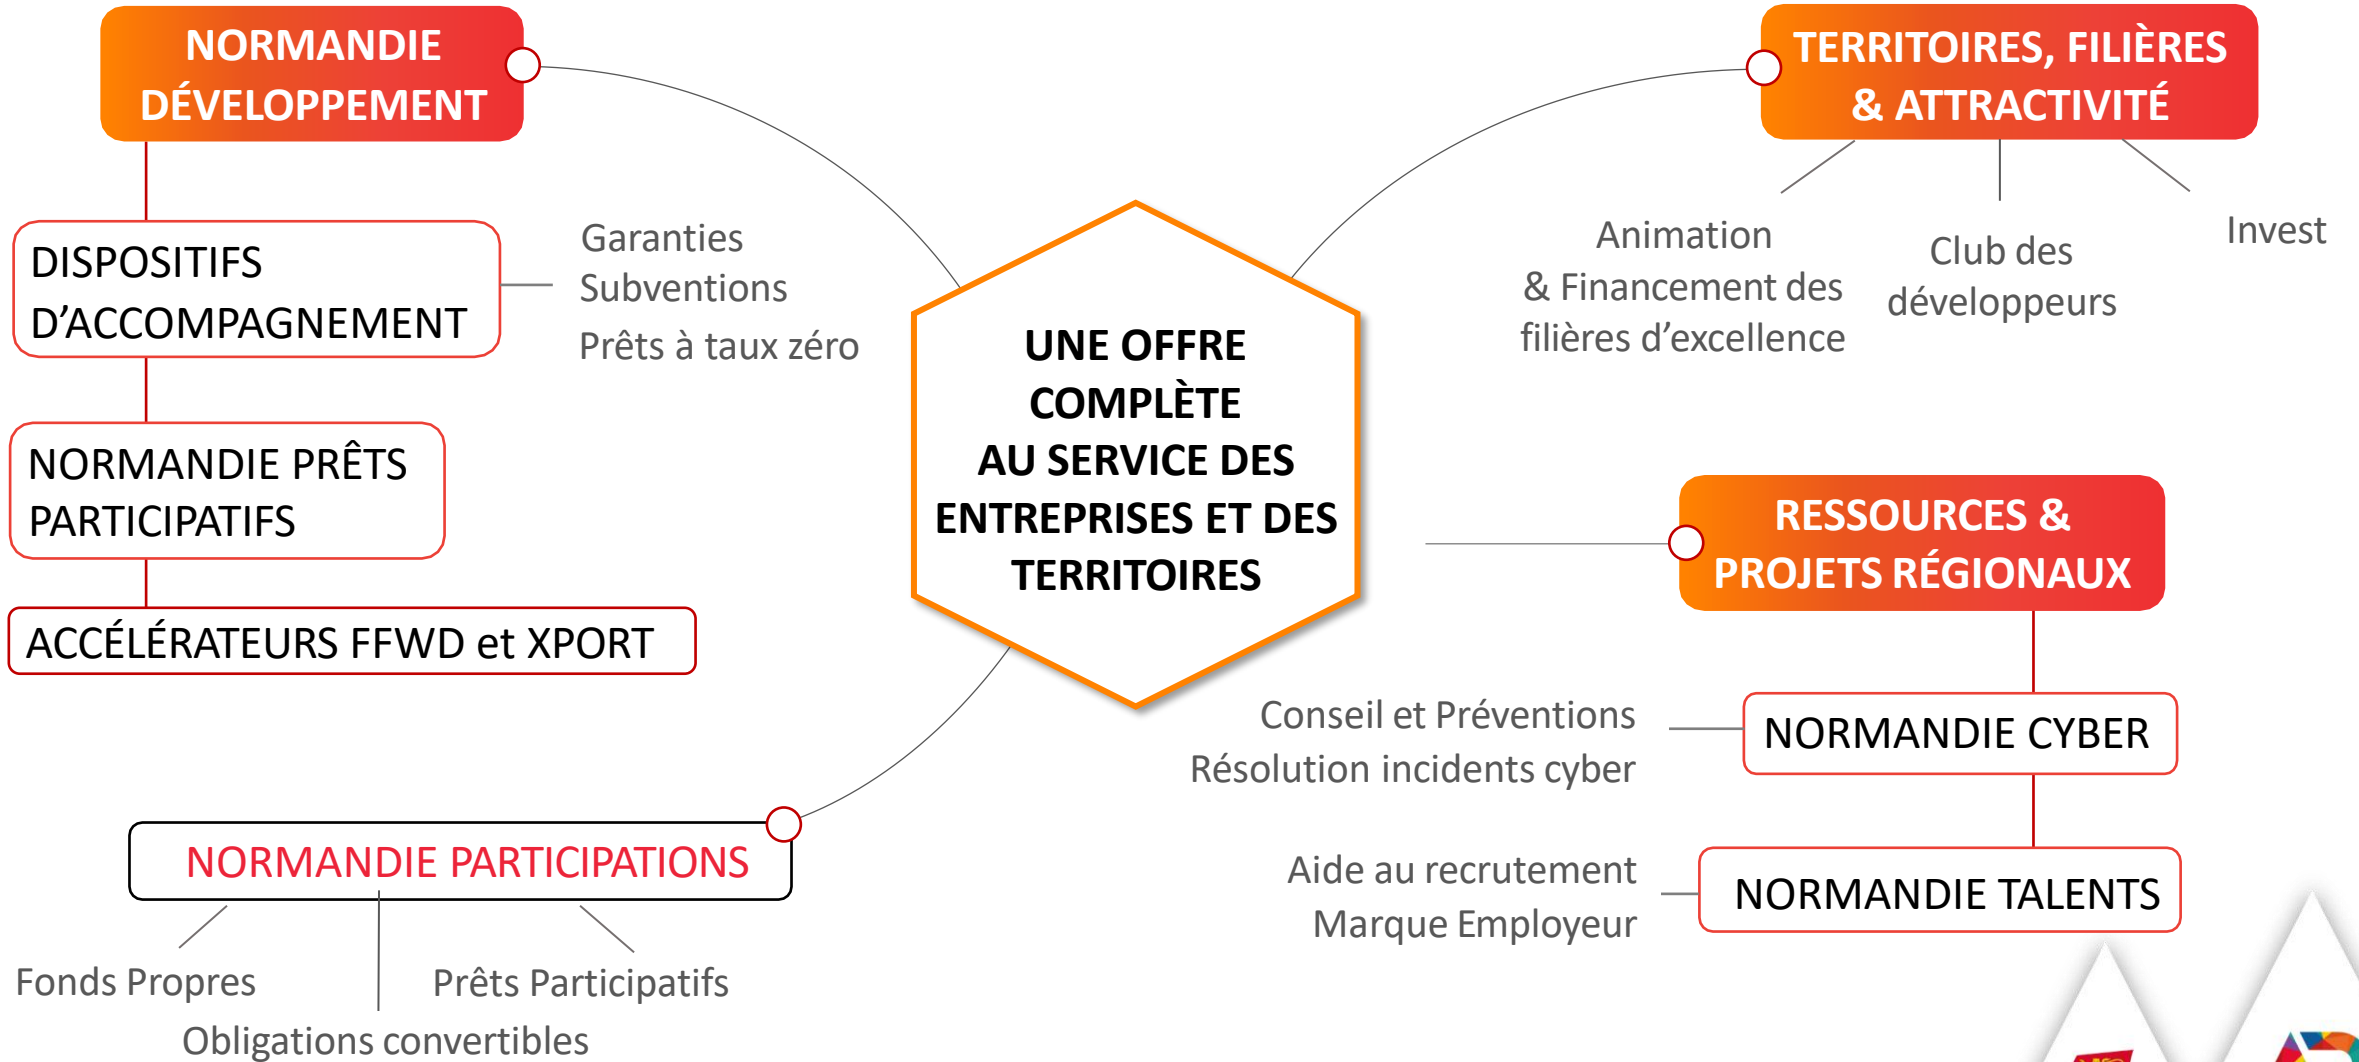 NORMANDIE
DÉVELOPPEMENT
DISPOSITIFS
D’ACCOMPAGNEMENT
Garanties
Subventions
Prêts à taux zéro
NORMANDIE PRÊTS
PARTICIPATIFS
ACCÉLÉRATEURS FFWD et XPORT
UNE OFFRE
COMPLÈTE
AU SERVICE DES
ENTREPRISES ET DES
TERRITOIRES
TERRITOIRES, FILIÈRES
& ATTRACTIVITÉ
Animation
& Financement des
filières d’excellence
Club des
développeurs
Invest
RESSOURCES &
PROJETS RÉGIONAUX
Conseil et Préventions
Résolution incidents cyber
NORMANDIE CYBER
Aide au recrutement
Marque Employeur
NORMANDIE TALENTS
NORMANDIE PARTICIPATIONS
Fonds Propres
Prêts Participatifs
Obligations convertibles